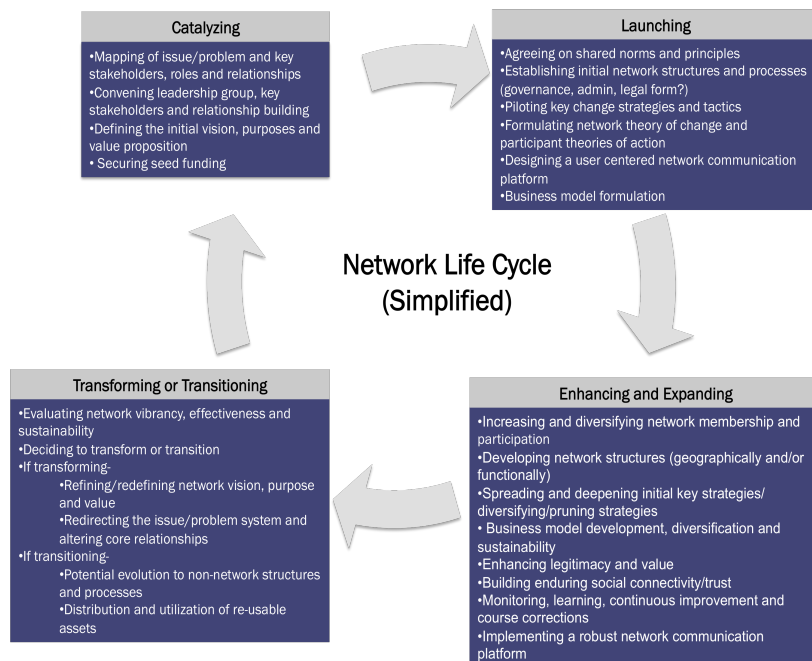 Catalyzing
•Mapping of issue/problem and key
stakeholders, roles and relationships
•Convening leadership group, key
stakeholders and relationship building
•Defining the initial vision, purposes and
value proposition
• Securing seed funding
Launching
•Agreeing on shared norms and principles
•Establishing initial network structures and processes
(governance, admin, legal form?)
•Piloting key change strategies and tactics
•Formulating network theory of change and
participant theories of action
•Designing a user centered network communication
platform
•Business model formulation
Network Life Cycle
(Simplified)
Transforming or Transitioning
•Evaluating network vibrancy, effectiveness and
sustainability
•Deciding to transform or transition
•If transforming-
•Refining/redefining network vision, purpose
and value
•Redirecting the issue/problem system and
altering core relationships
•If transitioning-
•Potential evolution to non-network structures
and processes
•Distribution and utilization of re-usable
assets
Enhancing and Expanding
•Increasing and diversifying network membership and
participation
•Developing network structures (geographically and/or
functionally)
•Spreading and deepening initial key strategies/
diversifying/pruning strategies
• Business model development, diversification and
sustainability
•Enhancing legitimacy and value
•Building enduring social connectivity/trust
•Monitoring, learning, continuous improvement and
course corrections
•Implementing a robust network communication
platform